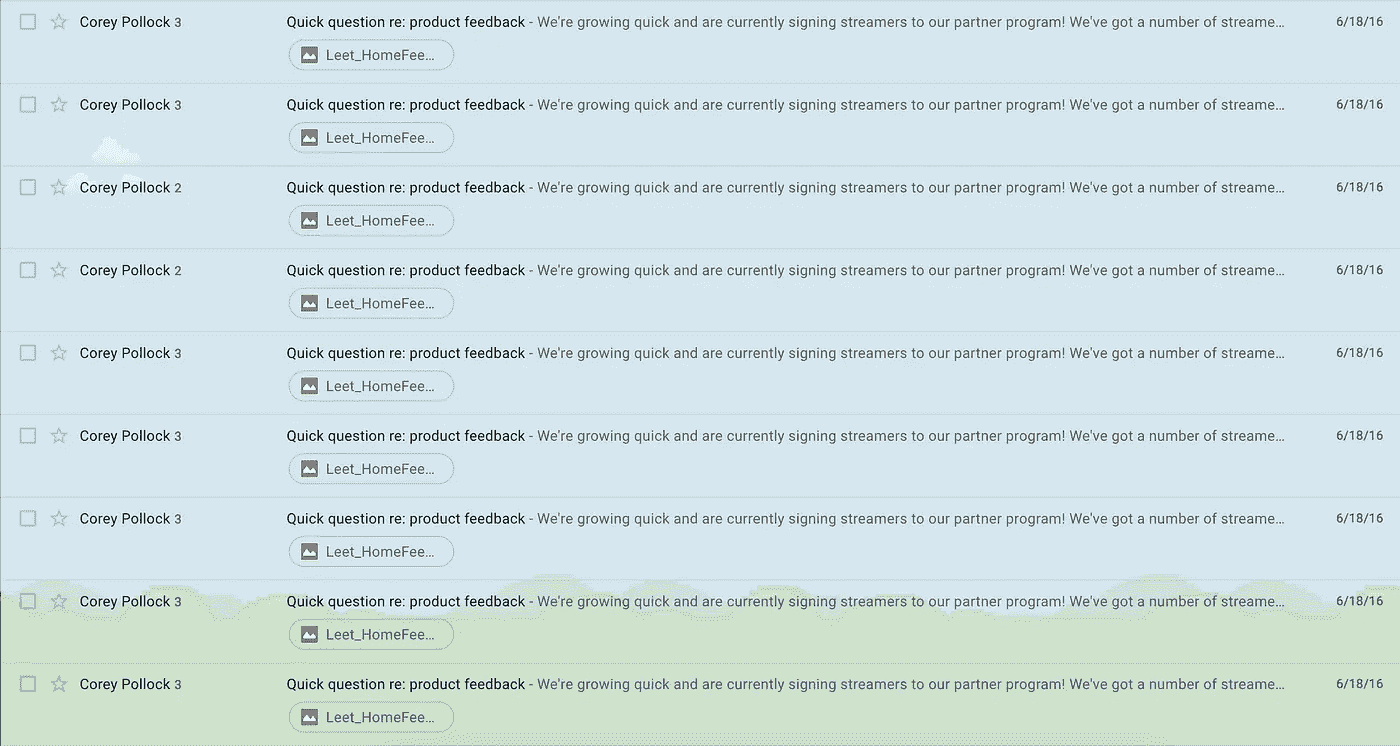 Corey Pollock 3 Quick question re: product feedback - We're growing quick and are currently signing streamers to our partner program! We've got a number of streame... 6/18/16
Leet_HomeFee...
Corey Pollock 3 Quick question re: product feedback - We're growing quick and are currently signing streamers to our partner program! We've got a number of streame... 6/18/16
Leet_HomeFee...
Corey Pollock 2 Quick question re: product feedback - We're growing quick and are currently signing streamers to our partner program! We've got a number of streame... 6/18/16
Leet_HomeFee...
Corey Pollock 2 Quick question re: product feedback - We're growing quick and are currently signing streamers to our partner program! We've got a number of streame... 6/18/16
Leet_HomeFee...
Corey Pollock 3 Quick question re: product feedback - We're growing quick and are currently signing streamers to our partner program! We've got a number of streame... 6/18/16
Leet_HomeFee...
Corey Pollock 3 Quick question re: product feedback - We're growing quick and are currently signing streamers to our partner program! We've got a number of streame... 6/18/16
Leet_HomeFee...
Corey Pollock 3 Quick question re: product feedback - We're growing quick and are currently signing streamers to our partner program! We've got a number of streame... 6/18/16
Leet_HomeFee...
Corey Pollock 3 Quick question re: product feedback - We're growing quick and are currently signing streamers to our partner program! We've got a number of streame... 6/18/16
Leet_HomeFee...
Corey Pollock 3 Quick question re: product feedback - We're growing quick and are currently signing streamers to our partner program! We've got a number of streame... 6/18/16
Leet_HomeFee...